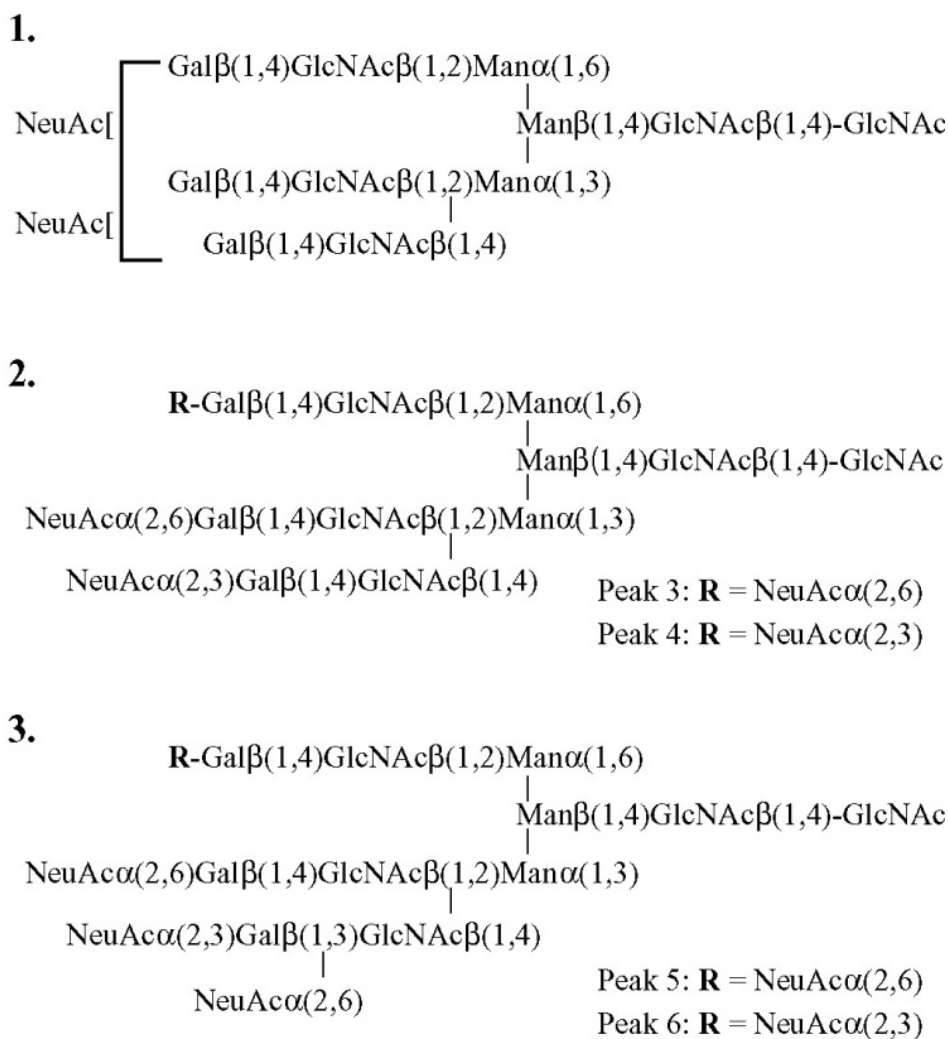 1.
Galβ(1,4)GlcNAcβ(1,2)Manα(1,6)
NeuAc[
Manβ(1,4)GlcNAcβ(1,4)-GlcNAc
Galβ(1,4)GlcNAcβ(1,2)Manα(1,3)
NeuAc[
Galβ(1,4)GlcNAcβ(1,4)
2.
R-Galβ(1,4)GlcNAcβ(1,2)Manα(1,6)
Manβ(1,4)GlcNAcβ(1,4)-GlcNAc
NeuAcα(2,6)Galβ(1,4)GlcNAcβ(1,2)Manα(1,3)
NeuAcα(2,3)Galβ(1,4)GlcNAcβ(1,4)
Peak 3: R = NeuAcα(2,6)
Peak 4: R = NeuAcα(2,3)
3.
R-Galβ(1,4)GlcNAcβ(1,2)Manα(1,6)
Manβ(1,4)GlcNAcβ(1,4)-GlcNAc
NeuAcα(2,6)Galβ(1,4)GlcNAcβ(1,2)Manα(1,3)
NeuAcα(2,3)Galβ(1,3)GlcNAcβ(1,4)
NeuAcα(2,6)
Peak 5: R = NeuAcα(2,6)
Peak 6: R = NeuAcα(2,3)